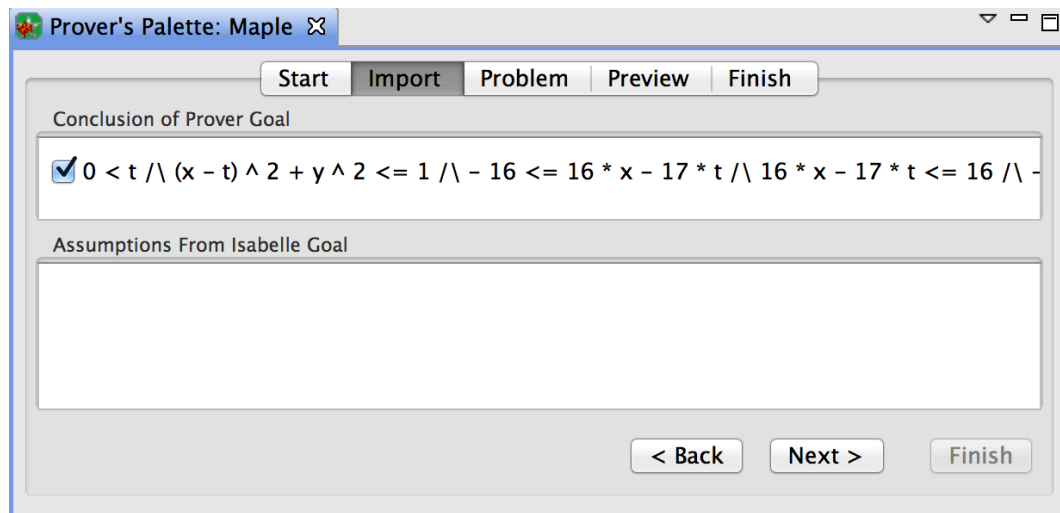 Prover's Palette: Maple
Start Import Problem Preview Finish
Conclusion of Prover Goal
0 < t /\ (x - t) ^ 2 + y ^ 2 <= 1 /\ - 16 <= 16 * x - 17 * t /\ 16 * x - 17 * t <= 16 /\ -
Assumptions From Isabelle Goal
< Back Next > Finish